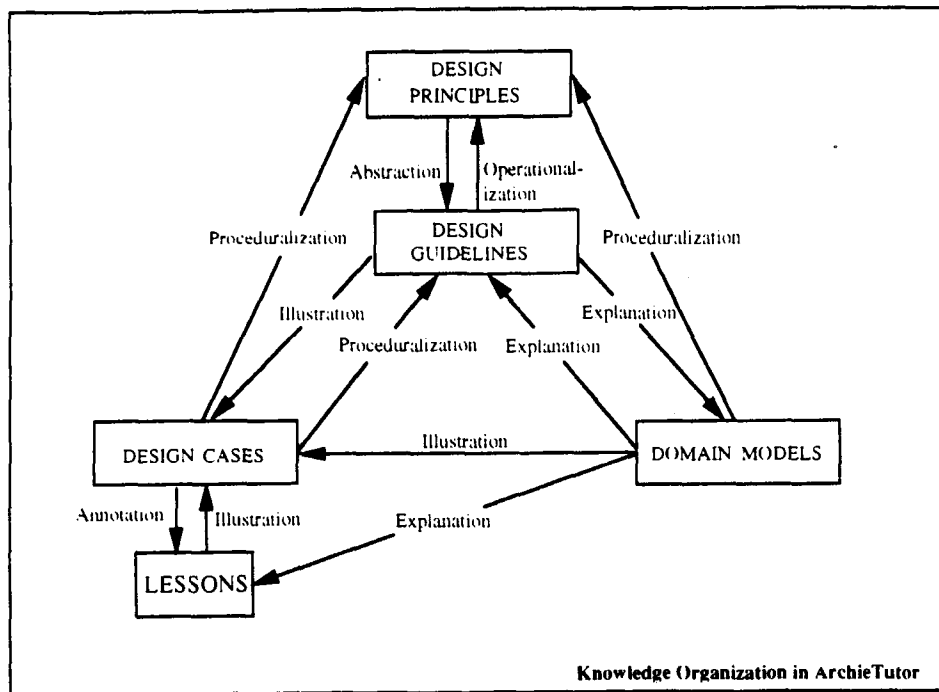 DESIGN
PRINCIPLES
Abstraction
Operational-
ization
Proceduralization
DESIGN
GUIDELINES
Proceduralization
Illustration
Proceduralization
Explanation
Explanation
DESIGN CASES
Illustration
DOMAIN MODELS
Annotation
Illustration
Explanation
LESSONS
Knowledge Organization in ArchieTutor